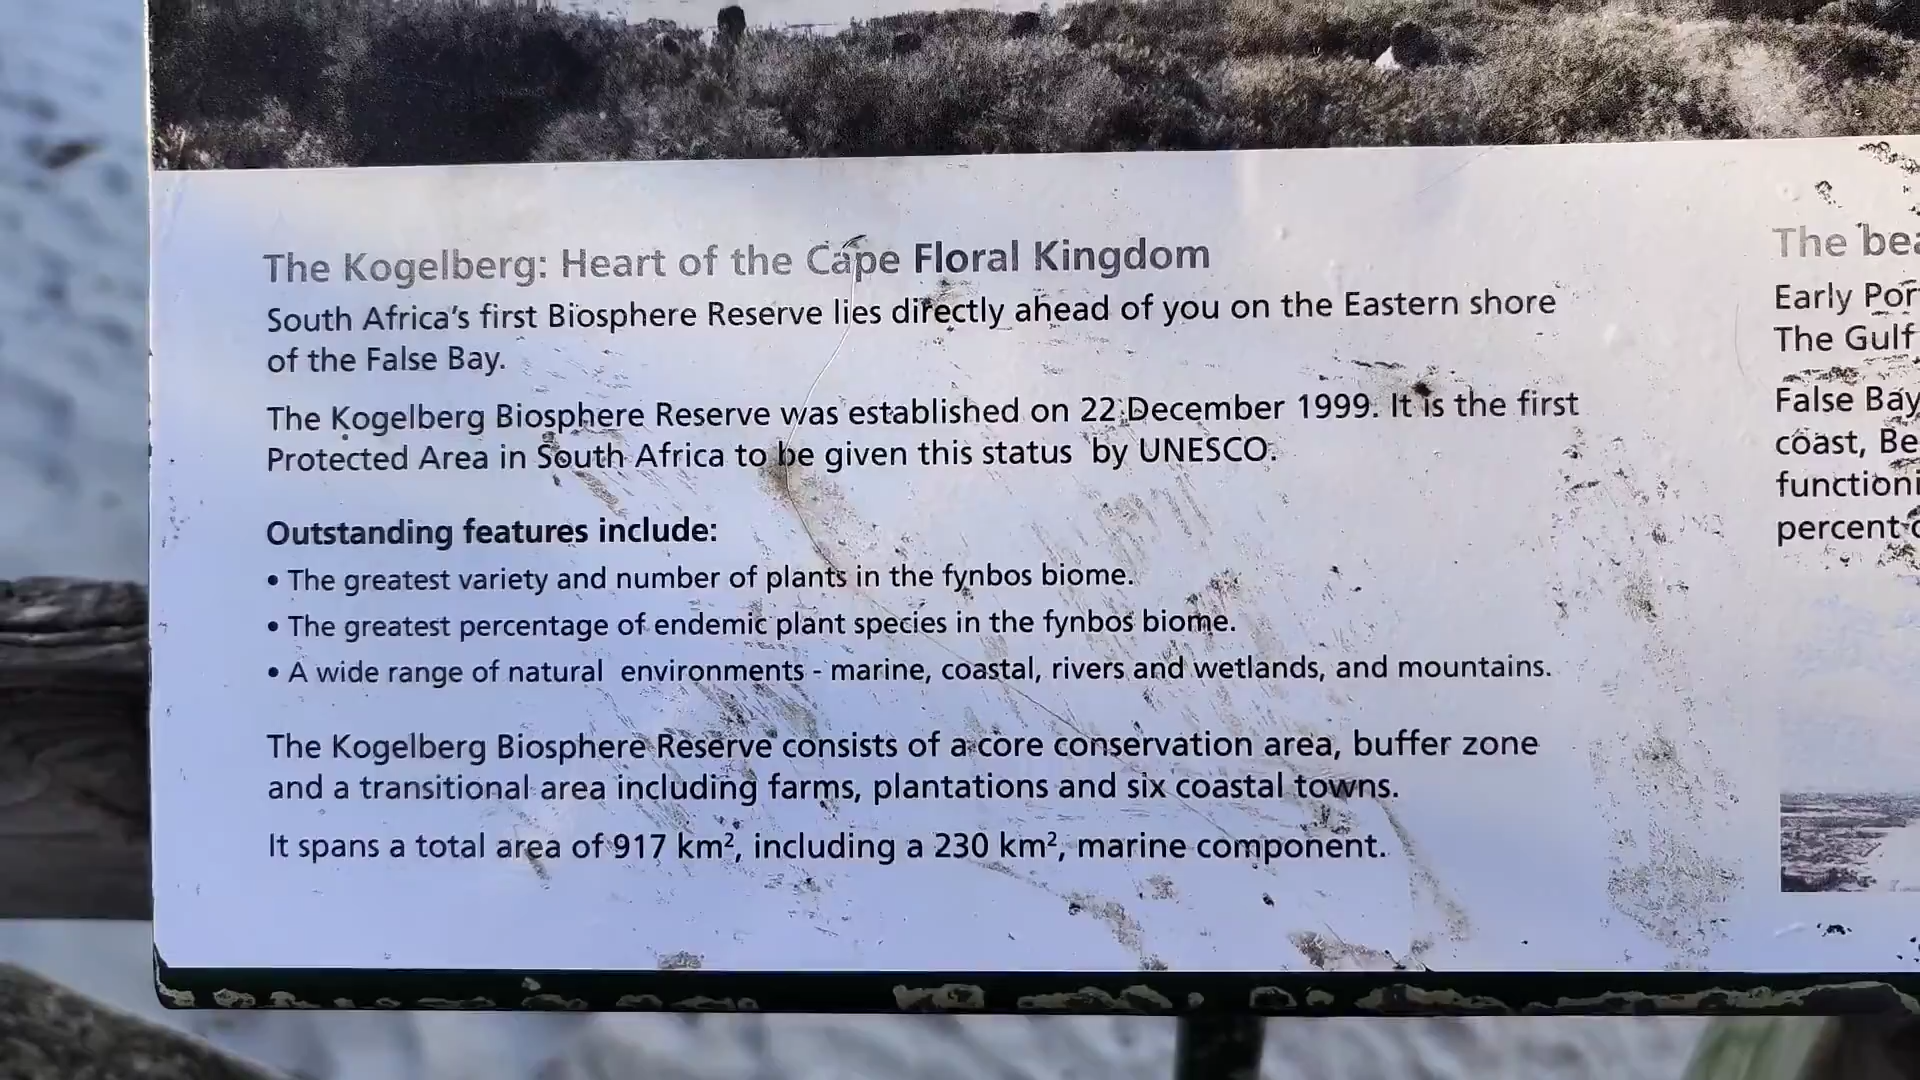 The Kogelberg: Heart of the Cape Floral Kingdom
South Africa's first Biosphere Reserve lies directly ahead of you on the Eastern shore
of the False Bay.
The Kogelberg Biosphere Reserve was established on 22 December 1999. It is the first
Protected Area in South Africa to be given this status by UNESCO.
Outstanding features include:
• The greatest variety and number of plants in the fynbos biome.
• The greatest percentage of endemic plant species in the fynbos biome.
• A wide range of natural environments - marine, coastal, rivers and wetlands, and mountains.
The Kogelberg Biosphere Reserve consists of a core conservation area, buffer zone
and a transitional area including farms, plantations and six coastal towns.
It spans a total area of 917 km², including a 230 km², marine component.
The
Early
The Gulf
False Bay
coast,
percent